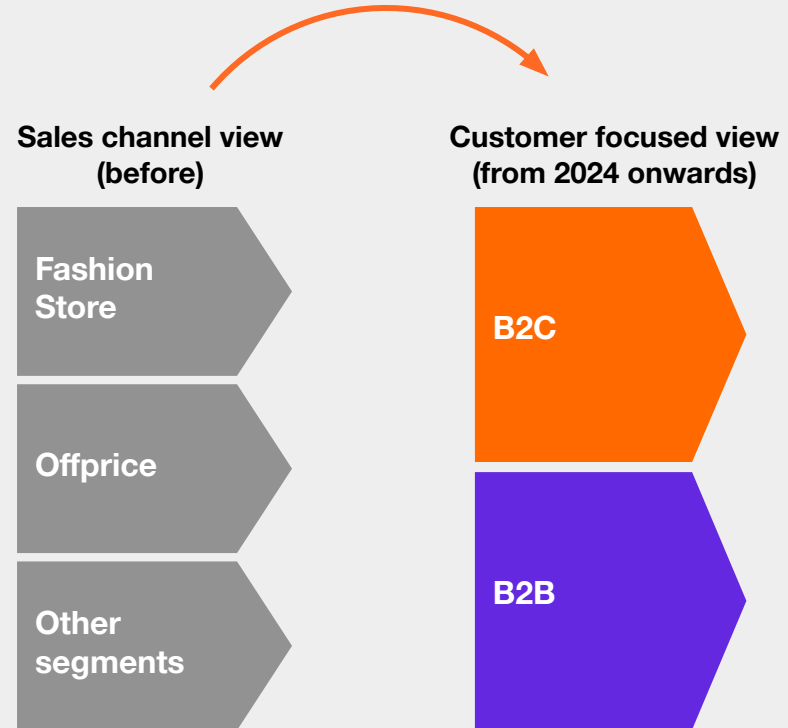 Sales channel view
(before)
Fashion
Store
Offprice
Other
segments
Customer focused view
(from 2024 onwards)
B2C
B2B